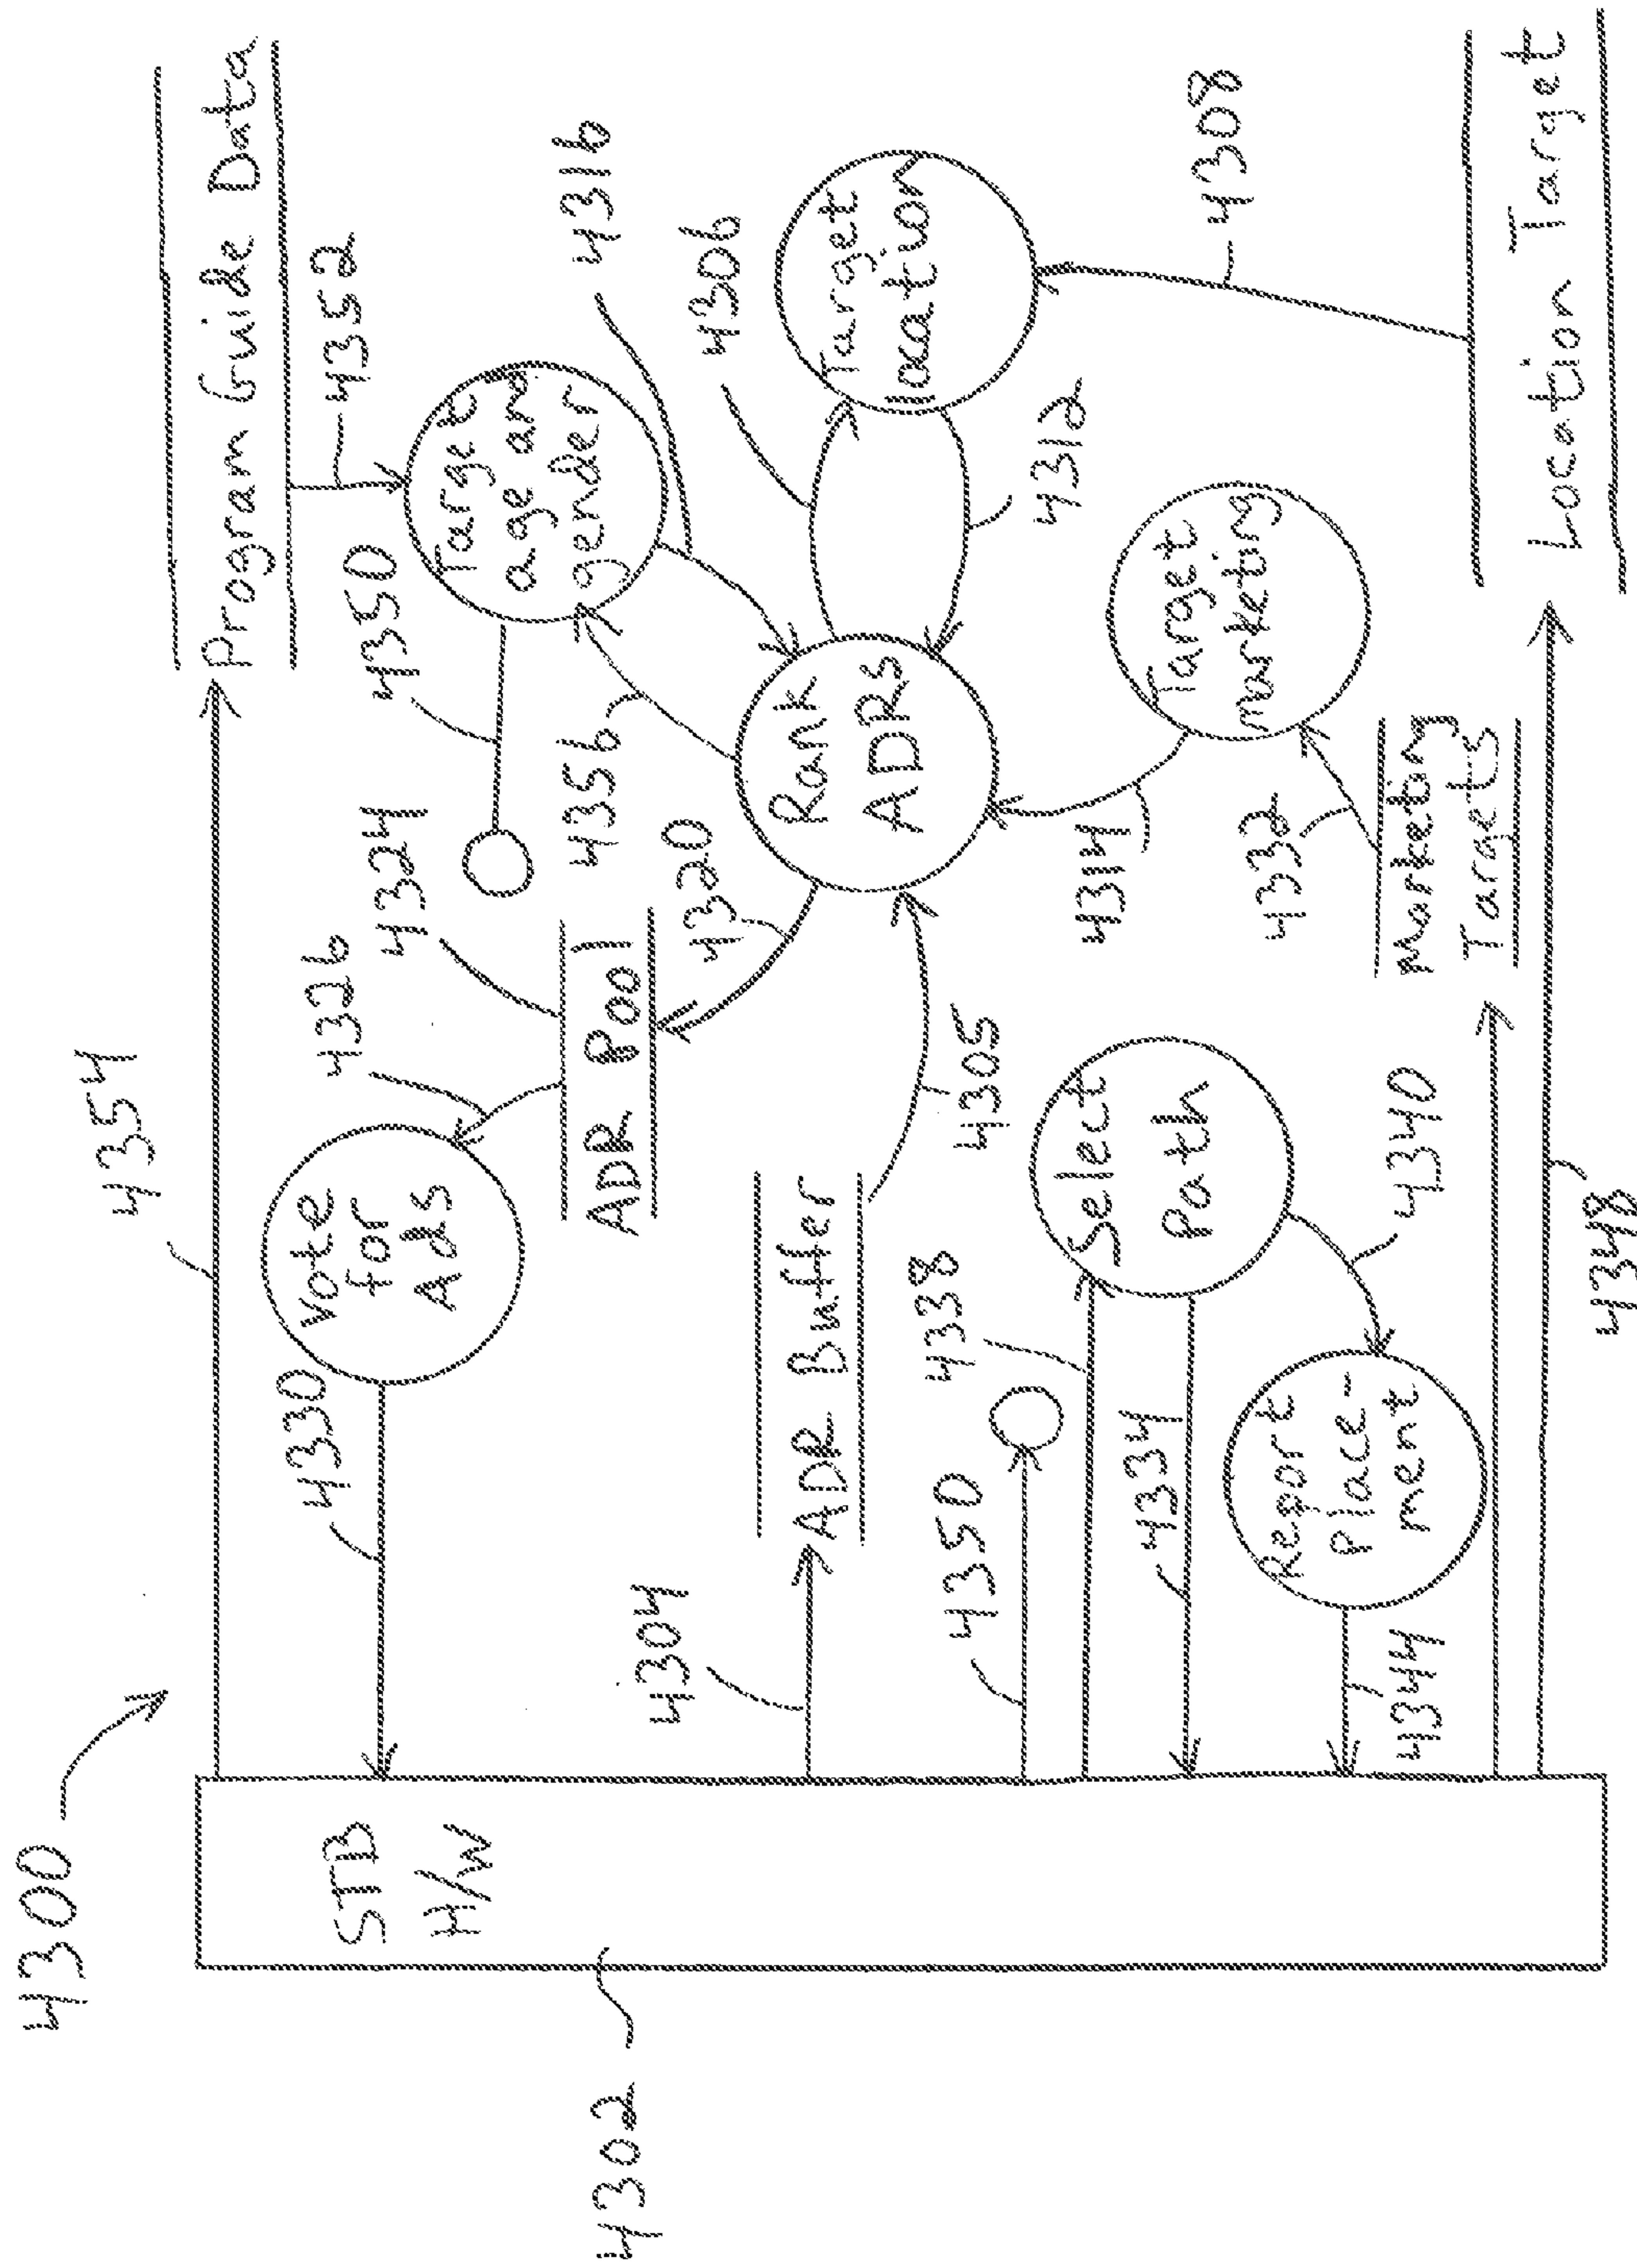 4300
4302
STB
H/W
4354
Program Guide Data
4352
4330
Vote
for
Ads
4326
4324
ADR Pool
4320
4350
Target
age and
gender
4356
4316
4304
ADR Buffer
4305
Rank
ADRs
4306
Target
location
4312
4308
4350
4338
Select
Path
4334
4340
Report
Place-
ment
4344
4314
Target
marketing
4332
Marketing
Targets
4348
Location Target